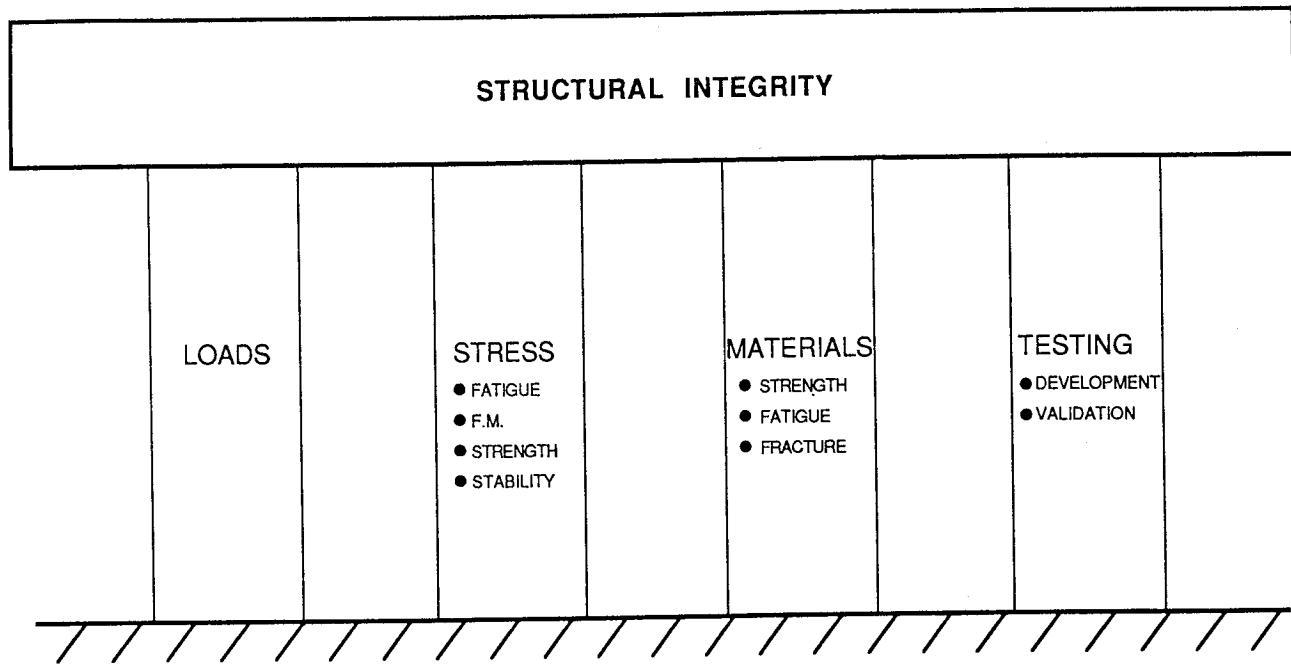 STRUCTURAL INTEGRITY
LOADS
STRESS
● FATIGUE
● F.M.
● STRENGTH
● STABILITY
MATERIALS
● STRENGTH
● FATIGUE
● FRACTURE
TESTING
● DEVELOPMENT
● VALIDATION